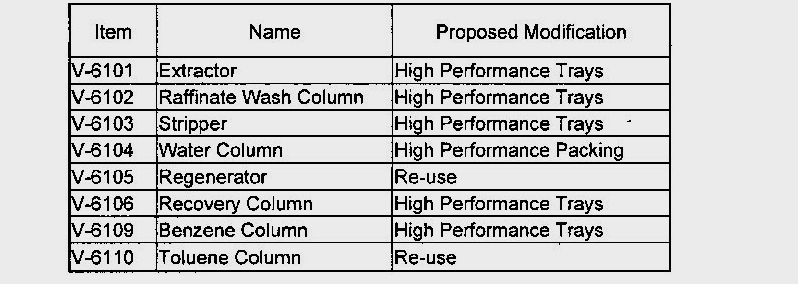 Item Name Proposed Modification
V-6101 Extractor High Performance Trays
V-6102 Raffinate Wash Column High Performance Trays
V-6103 Stripper High Performance Trays
V-6104 Water Column High Performance Packing
V-6105 Regenerator Re-use
V-6106 Recovery Column High Performance Trays
V-6109 Benzene Column High Performance Trays
V-6110 Toluene Column Re-use